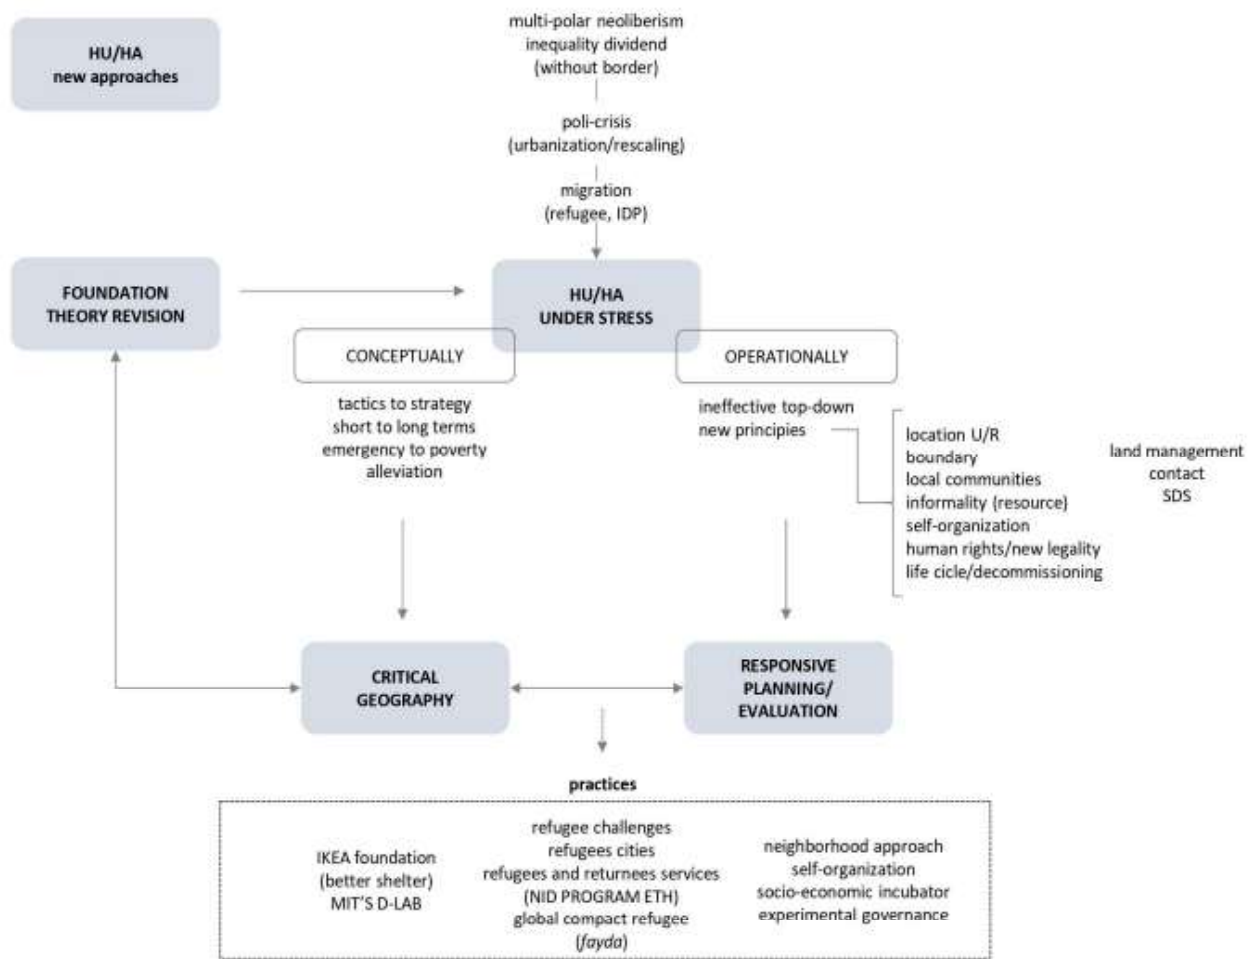 HU/HA
new approaches
multi-polar neoliberism
inequality dividend
(without border)
poli-crisis
(urbanization/rescaling)
migration
(refugee, IDP)
FOUNDATION
THEORY REVISION
HU/HA
UNDER STRESS
CONCEPTUALLY
OPERATIONALLY
tactics to strategy
short to long terms
emergency to poverty
alleviation
ineffective top-down
new principies
location U/R
boundary
local communities
informality (resource)
self-organization
human rights/new legality
life cicle/decommissioning
land management
contact
SDS
CRITICAL
GEOGRAPHY
RESPONSIVE
PLANNING/
EVALUATION
practices
IKEA foundation
(better shelter)
MIT'S D-LAB
refugee challenges
refugees cities
refugees and returnees services
(NID PROGRAM ETH)
global compact refugee
(fayda)
neighborhood approach
self-organization
socio-economic incubator
experimental governance